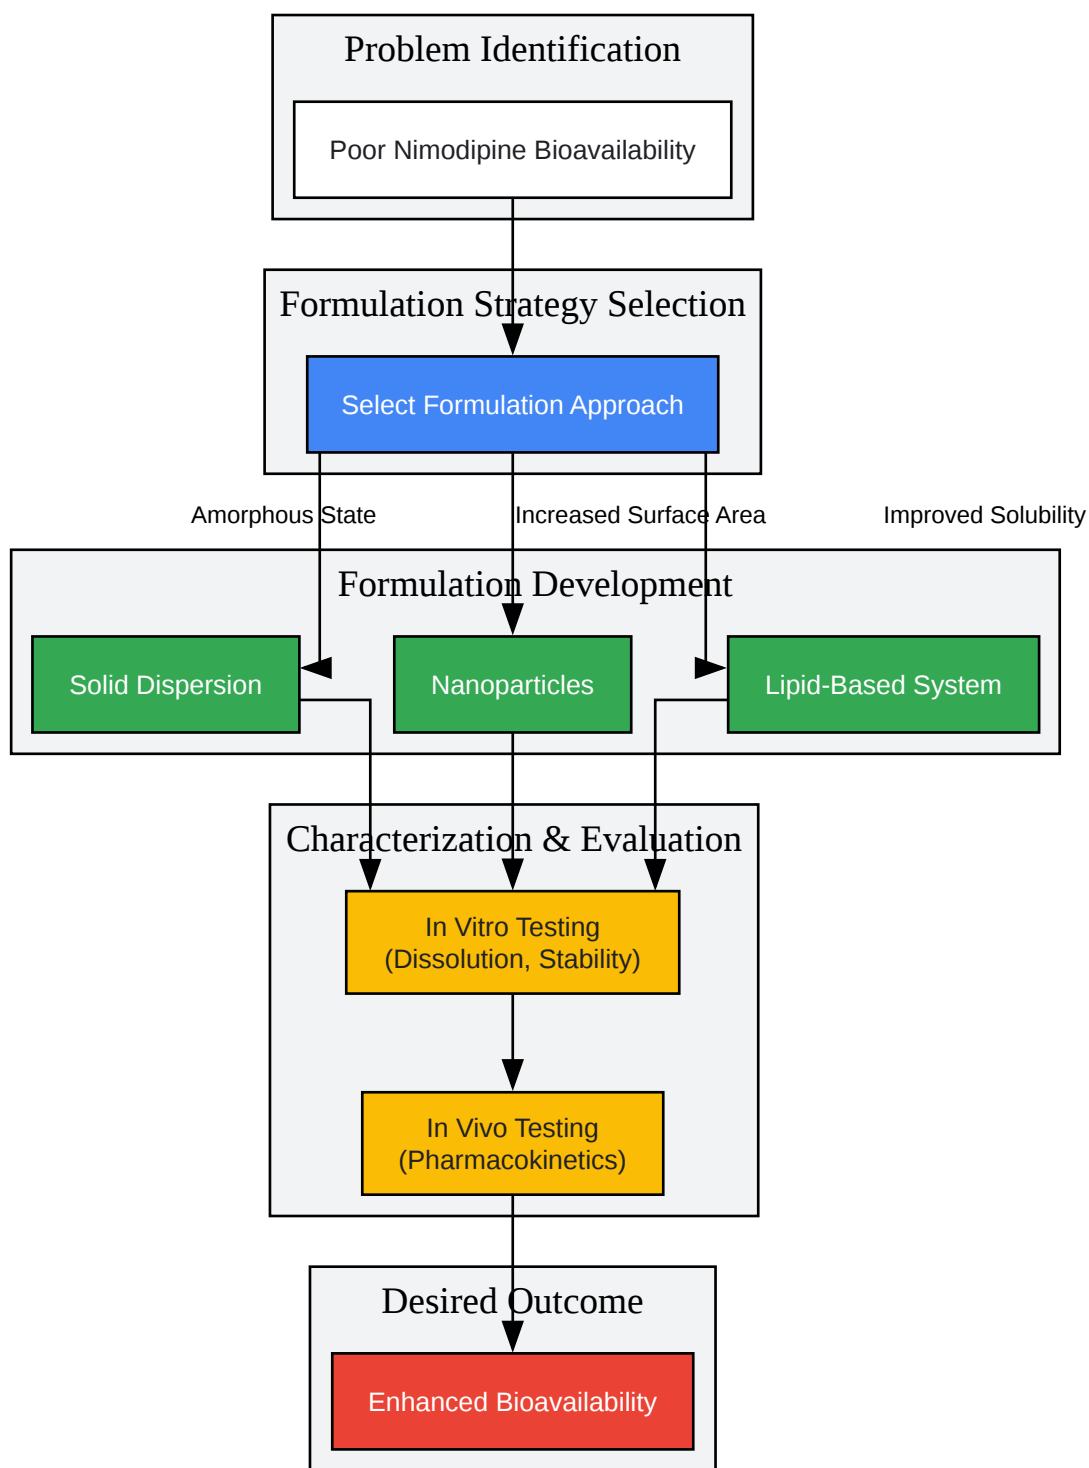 Problem Identification
Poor Nimodipine Bioavailability
Formulation Strategy Selection
Select Formulation Approach
Amorphous State
Increased Surface Area
Improved Solubility
Formulation Development
Solid Dispersion
Nanoparticles
Lipid-Based System
Characterization & Evaluation
In Vitro Testing
(Dissolution, Stability)
In Vivo Testing
(Pharmacokinetics)
Desired Outcome
Enhanced Bioavailability